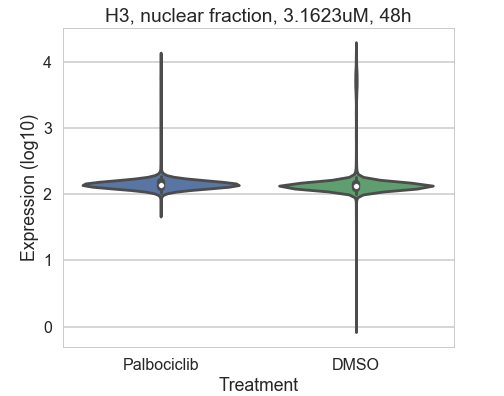 H3, nuclear fraction, 3.1623uM, 48h
Expression (log10)
4
3
2
1
0
Palbociclib
DMSO
Treatment